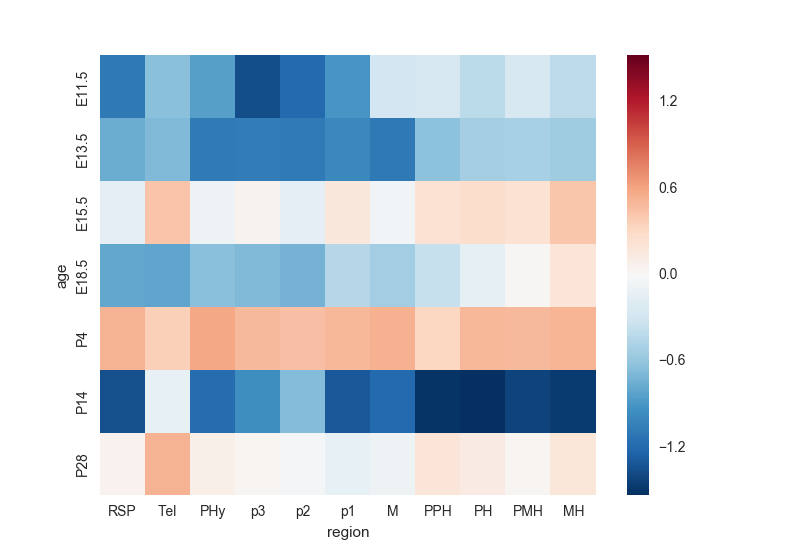 E11.5
E13.5
E15.5
E18.5
P4
P14
P28
age
RSP Tel PHy p3 p2 p1 M PPH PH PMH MH
region
1.2
0.6
0.0
−0.6
−1.2